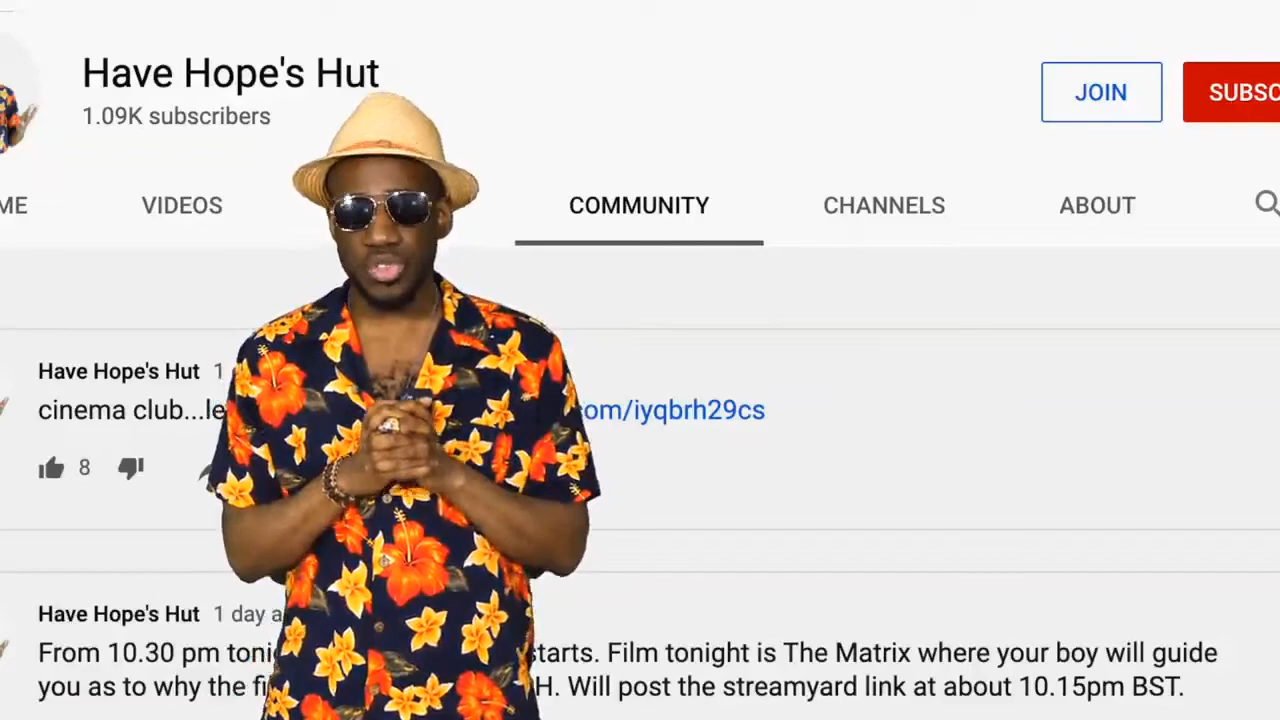 Have Hope's Hut
1.09K subscribers
JOIN
SUBSC
ME
VIDEOS
COMMUNITY
CHANNELS
ABOUT
Have Hope's Hut 1
cinema club...le com/iyqbrh29cs
8
Have Hope's Hut 1 day a
From 10.30 pm toni starts. Film tonight is The Matrix where your boy will guide
you as to why the fi H. Will post the streamyard link at about 10.15pm BST.